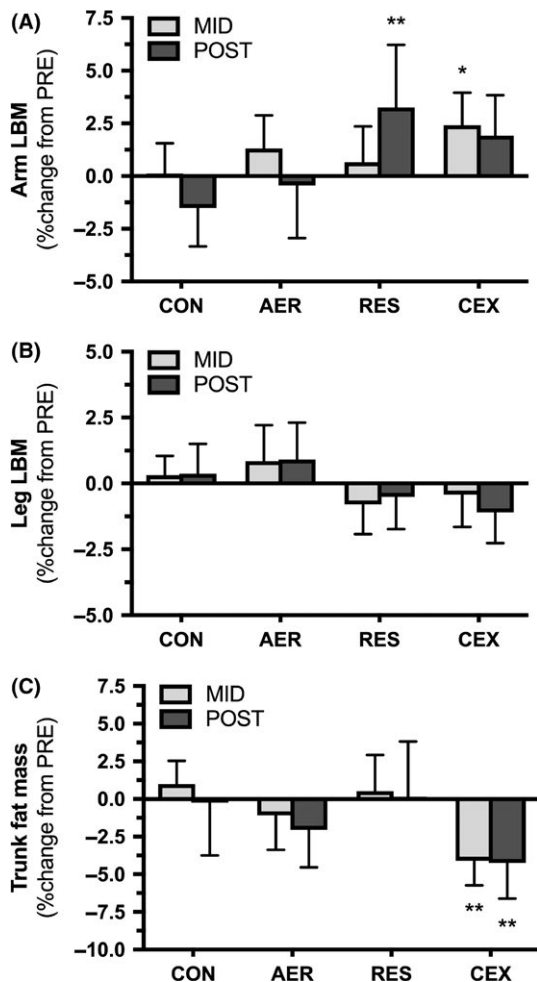 (A)
Arm LBM
(%change from PRE)
7.5
5.0
2.5
0.0
–2.5
–5.0
MID
POST
**
*
CON AER RES CEX
(B)
Leg LBM
(%change from PRE)
5.0
2.5
0.0
–2.5
–5.0
MID
POST
CON AER RES CEX
(C)
Trunk fat mass
(%change from PRE)
7.5
5.0
2.5
0.0
–2.5
–5.0
–7.5
–10.0
MID
POST
**
**
CON AER RES CEX